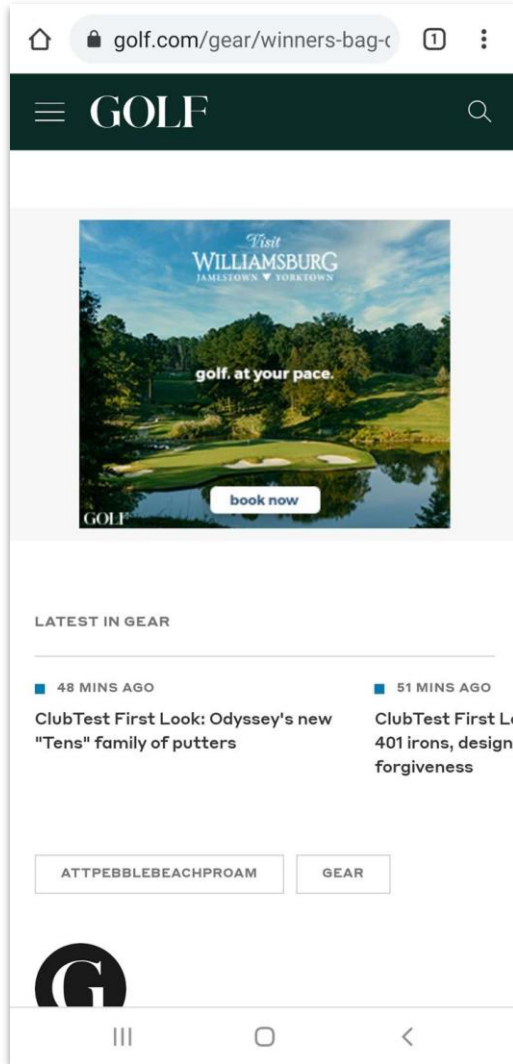 golf.com/gear/winners-bag-
1
GOLF
Visit
WILLIAMSBURG
JAMESTOWN ▼ YORKTOWN
golf. at your pace.
book now
GOLF
LATEST IN GEAR
48 MINS AGO
ClubTest First Look: Odyssey's new
"Tens" family of putters
51 MINS AGO
ClubTest First
401 irons, design
forgiveness
ATTPEBBLEBEACHPROAM
GEAR
G